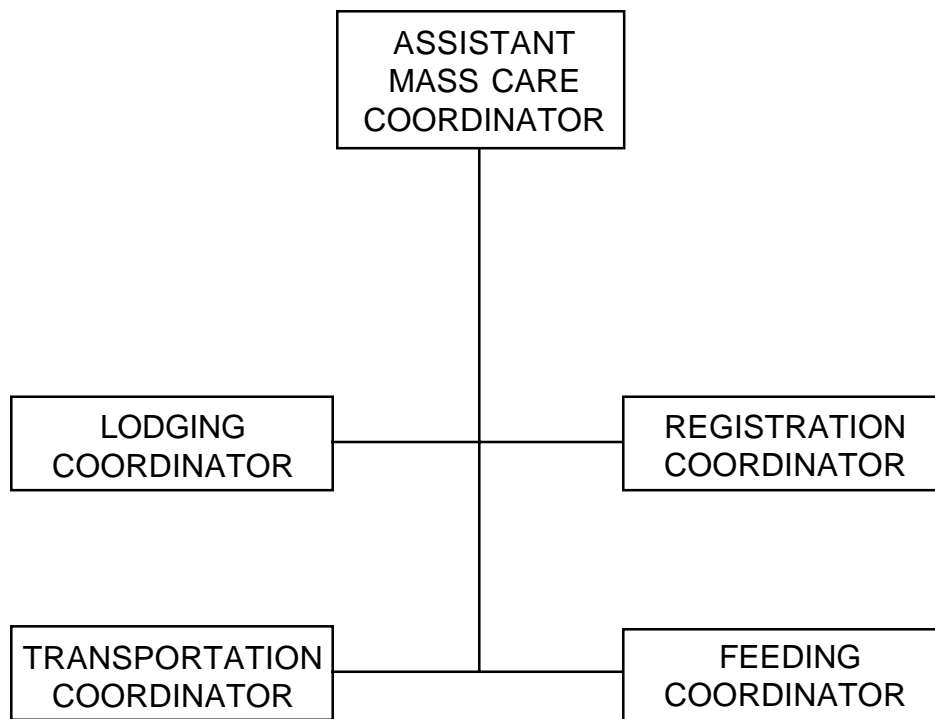 ASSISTANT
MASS CARE
COORDINATOR
LODGING
COORDINATOR
REGISTRATION
COORDINATOR
TRANSPORTATION
COORDINATOR
FEEDING
COORDINATOR